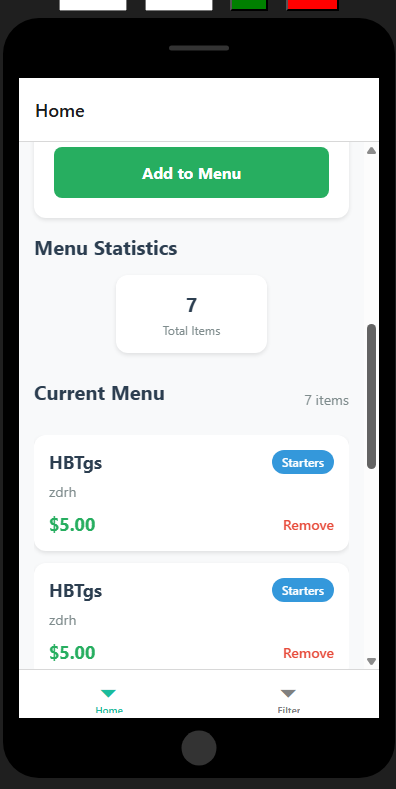 Home
Add to Menu
Menu Statistics
7
Total Items
Current Menu
7 items
HBTgs
Starters
zdrh
$5.00
Remove
HBTgs
Starters
zdrh
$5.00
Remove
Home
Filter